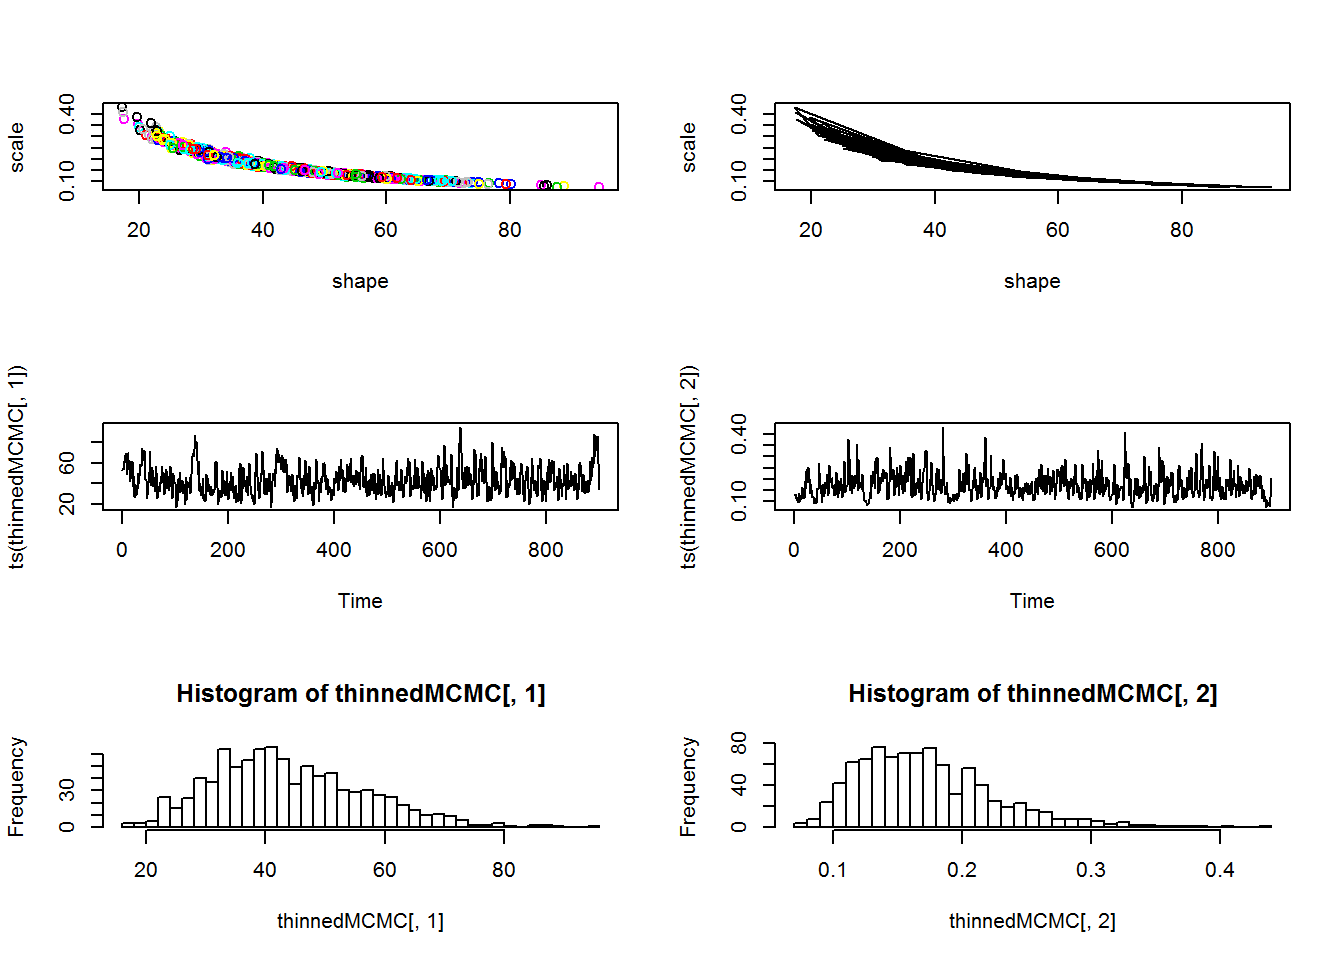 scale
0.10 0.40
20 40 60 80
shape
scale
0.10 0.40
20 40 60 80
shape
ts(thinnedMCMC[, 1])
20 60
0 200 400 600 800
Time
ts(thinnedMCMC[, 2])
0.10 0.40
0 200 400 600 800
Time
Histogram of thinnedMCMC[, 1]
Frequency
0 30
20 40 60 80
thinnedMCMC[, 1]
Histogram of thinnedMCMC[, 2]
Frequency
0 40 80
0.1 0.2 0.3 0.4
thinnedMCMC[, 2]